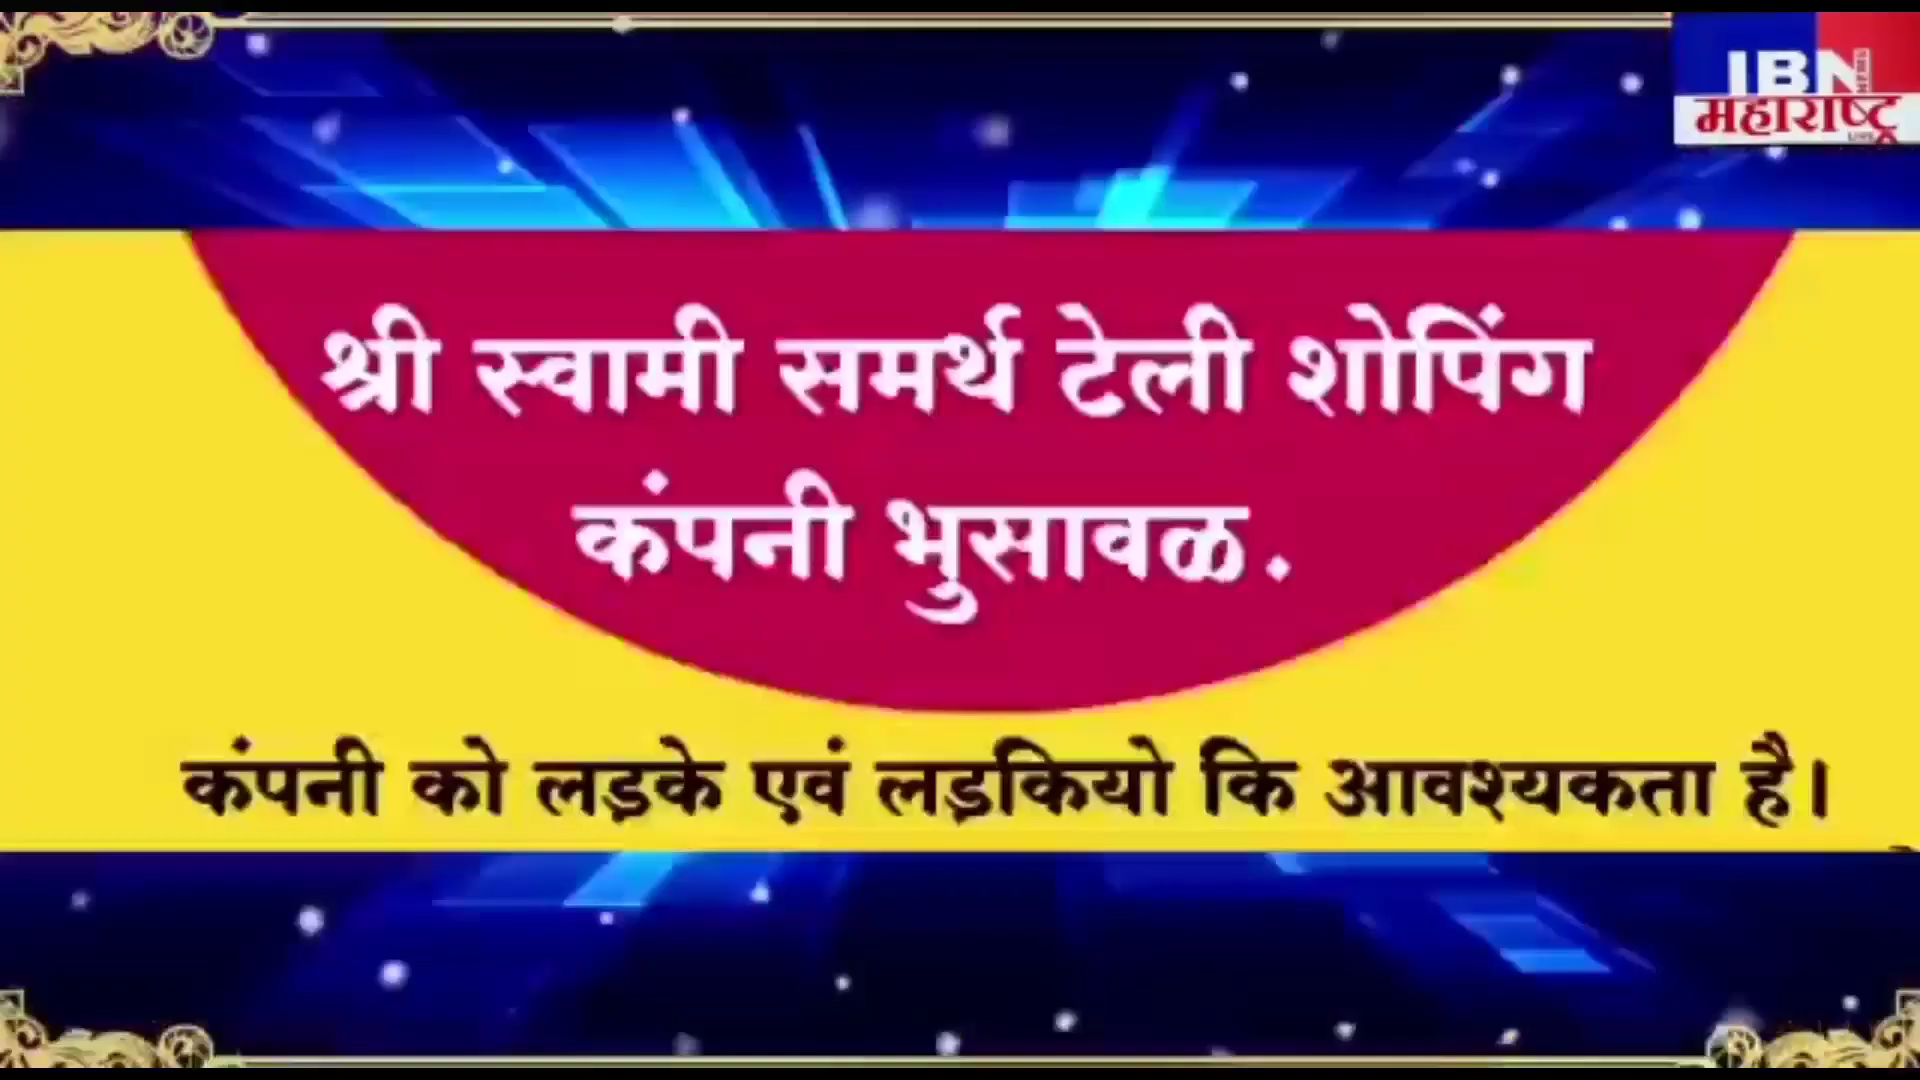 IBN
महाराष्ट्र
श्री स्वामी समर्थ टेली शोपिंग
कंपनी भुसावळ.
कंपनी को लड़के एवं लड़कियो कि आवश्यकता है।